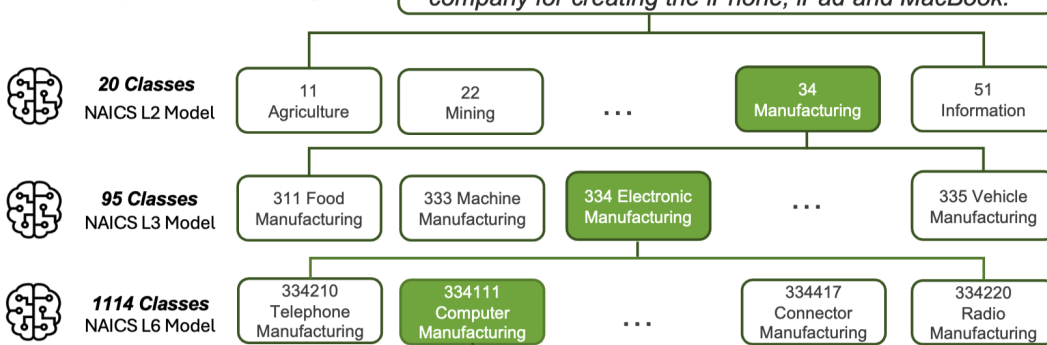 company for creating the iPhone, iPad and MacBook.
20 Classes
NAICS L2 Model
11
Agriculture
22
Mining
...
34
Manufacturing
51
Information
95 Classes
NAICS L3 Model
311 Food
Manufacturing
333 Machine
Manufacturing
334 Electronic
Manufacturing
...
335 Vehicle
Manufacturing
1114 Classes
NAICS L6 Model
334210
Telephone
Manufacturing
334111
Computer
Manufacturing
...
334417
Connector
Manufacturing
334220
Radio
Manufacturing